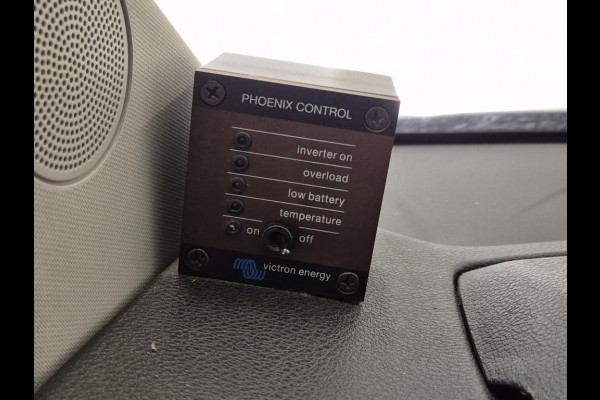 PHOENIX CONTROL
inverter on
overload
low battery
temperature
on off
victron energy